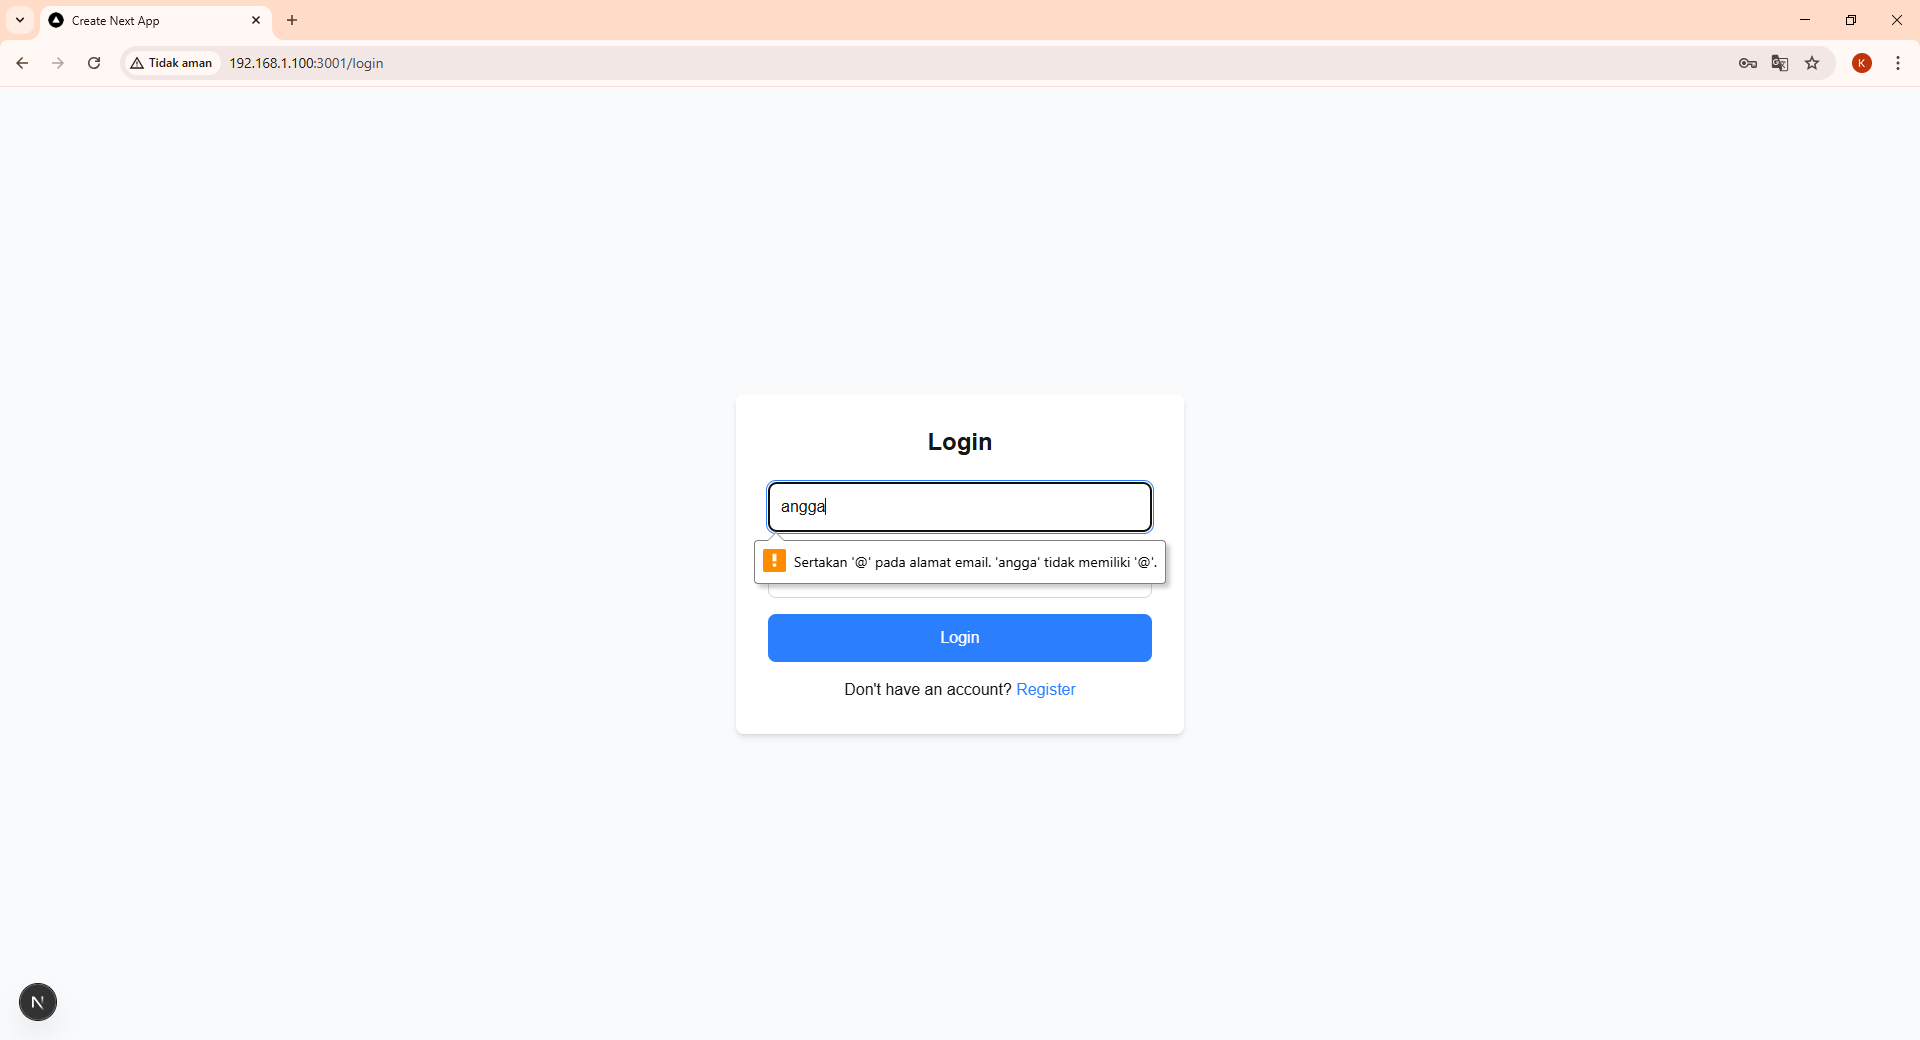 Create Next App
Tidak aman
192.168.1.100:3001/login
K
Login
angga
Sertakan '@' pada alamat email. 'angga' tidak memiliki '@'.
Login
Don't have an account? Register
N